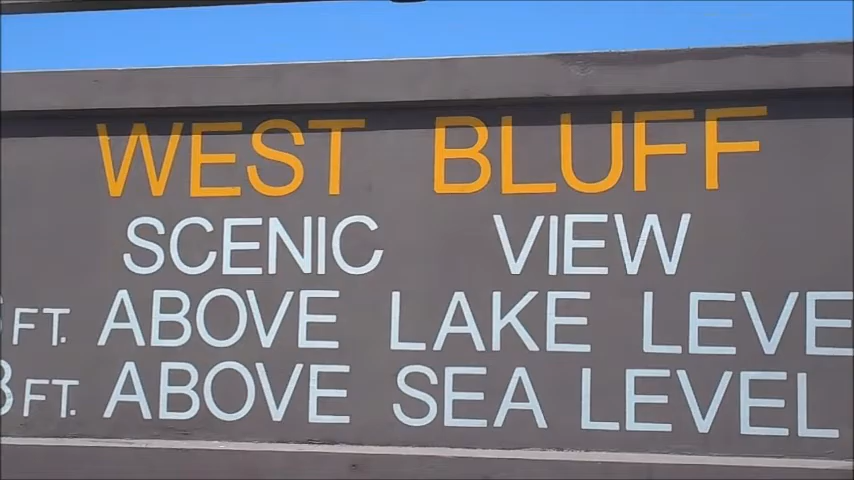 WEST BLUFF
SCENIC VIEW
FT. ABOVE LAKE LEVE
FT. ABOVE SEA LEVEL